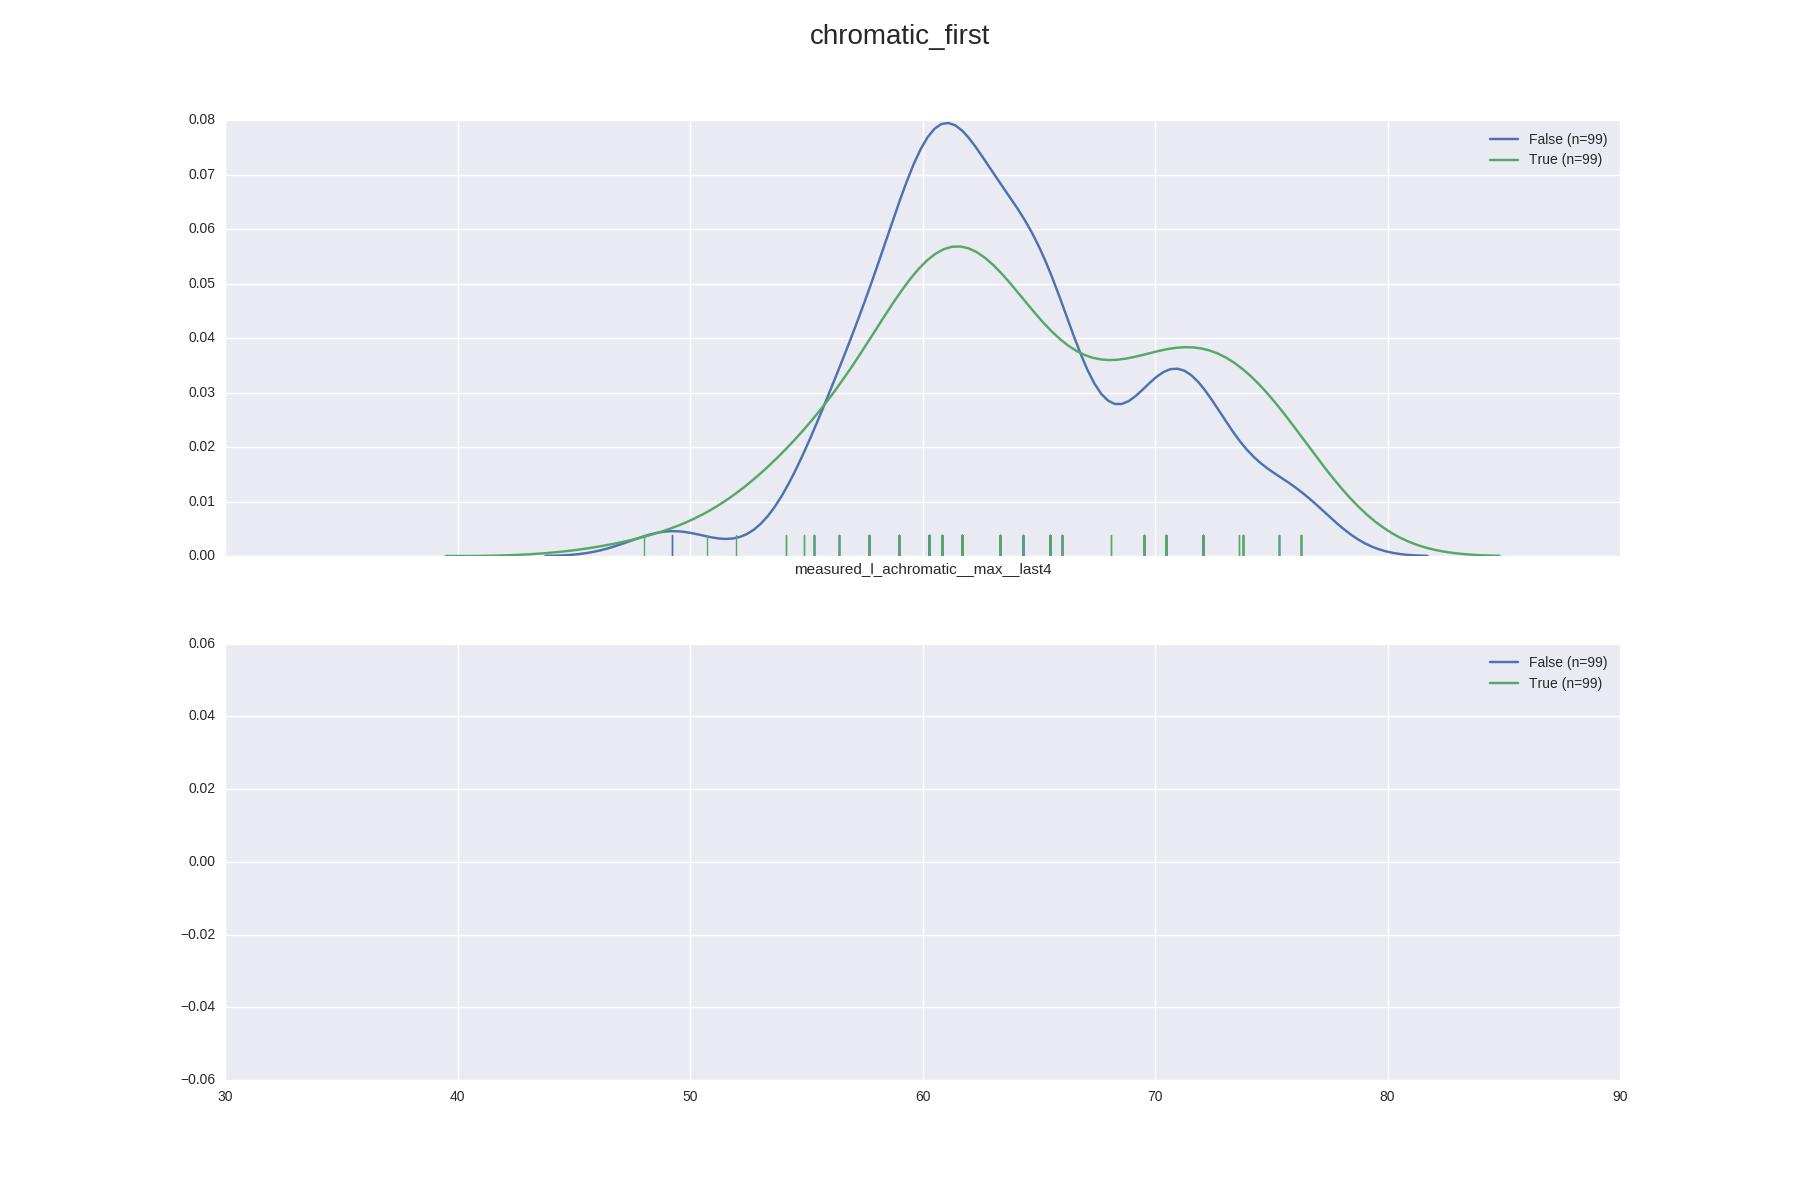 chromatic_first
0.08
0.07
0.06
0.05
0.04
0.03
0.02
0.01
0.00
False (n=99)
True (n=99)
measured_l_achromatic__max__last4
0.06
0.04
0.02
0.00
−0.02
−0.04
−0.06
False (n=99)
True (n=99)
30 40 50 60 70 80 90